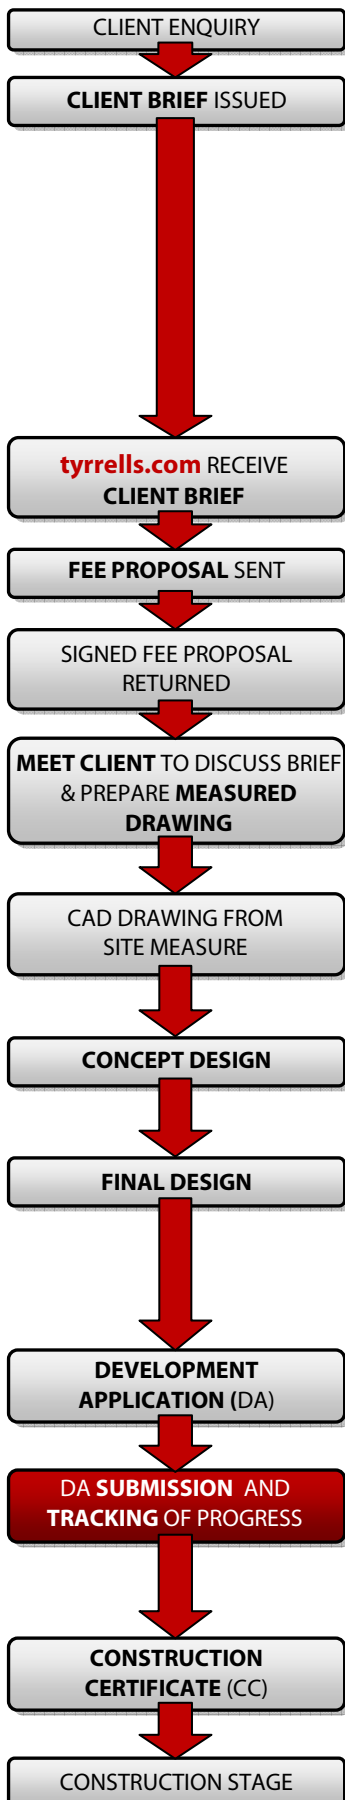 CLIENT ENQUIRY
CLIENT BRIEF ISSUED
tyrrells.com RECEIVE
CLIENT BRIEF
FEE PROPOSAL SENT
SIGNED FEE PROPOSAL
RETURNED
MEET CLIENT TO DISCUSS BRIEF
& PREPARE MEASURED
DRAWING
CAD DRAWING FROM
SITE MEASURE
CONCEPT DESIGN
FINAL DESIGN
DEVELOPMENT
APPLICATION (DA)
DA SUBMISSION AND
TRACKING OF PROGRESS
CONSTRUCTION
CERTIFICATE (CC)
CONSTRUCTION STAGE